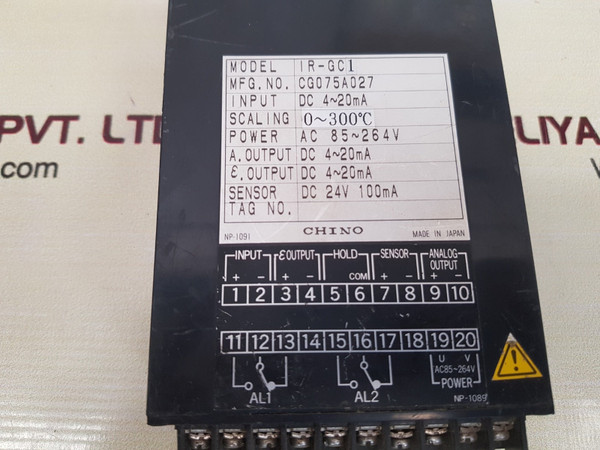 MODEL IR-GC1
MFG.NO. CG075A027
INPUT DC 4~20mA
SCALING 0~300℃
POWER AC 85~264V
A.OUTPUT DC 4~20mA
ε.OUTPUT DC 4~20mA
SENSOR DC 24V 100mA
TAG NO.
NP-1091 CHINO MADE IN JAPAN
PVT. LTD
.com
LIYA
INPUT εOUTPUT HOLD SENSOR ANALOG OUTPUT
+ − + − COM + − + −
1 2 3 4 5 6 7 8 9 10
11 12 13 14 15 16 17 18 19 20
U V
AC85~264V
POWER
AL1 AL2
NP-1089